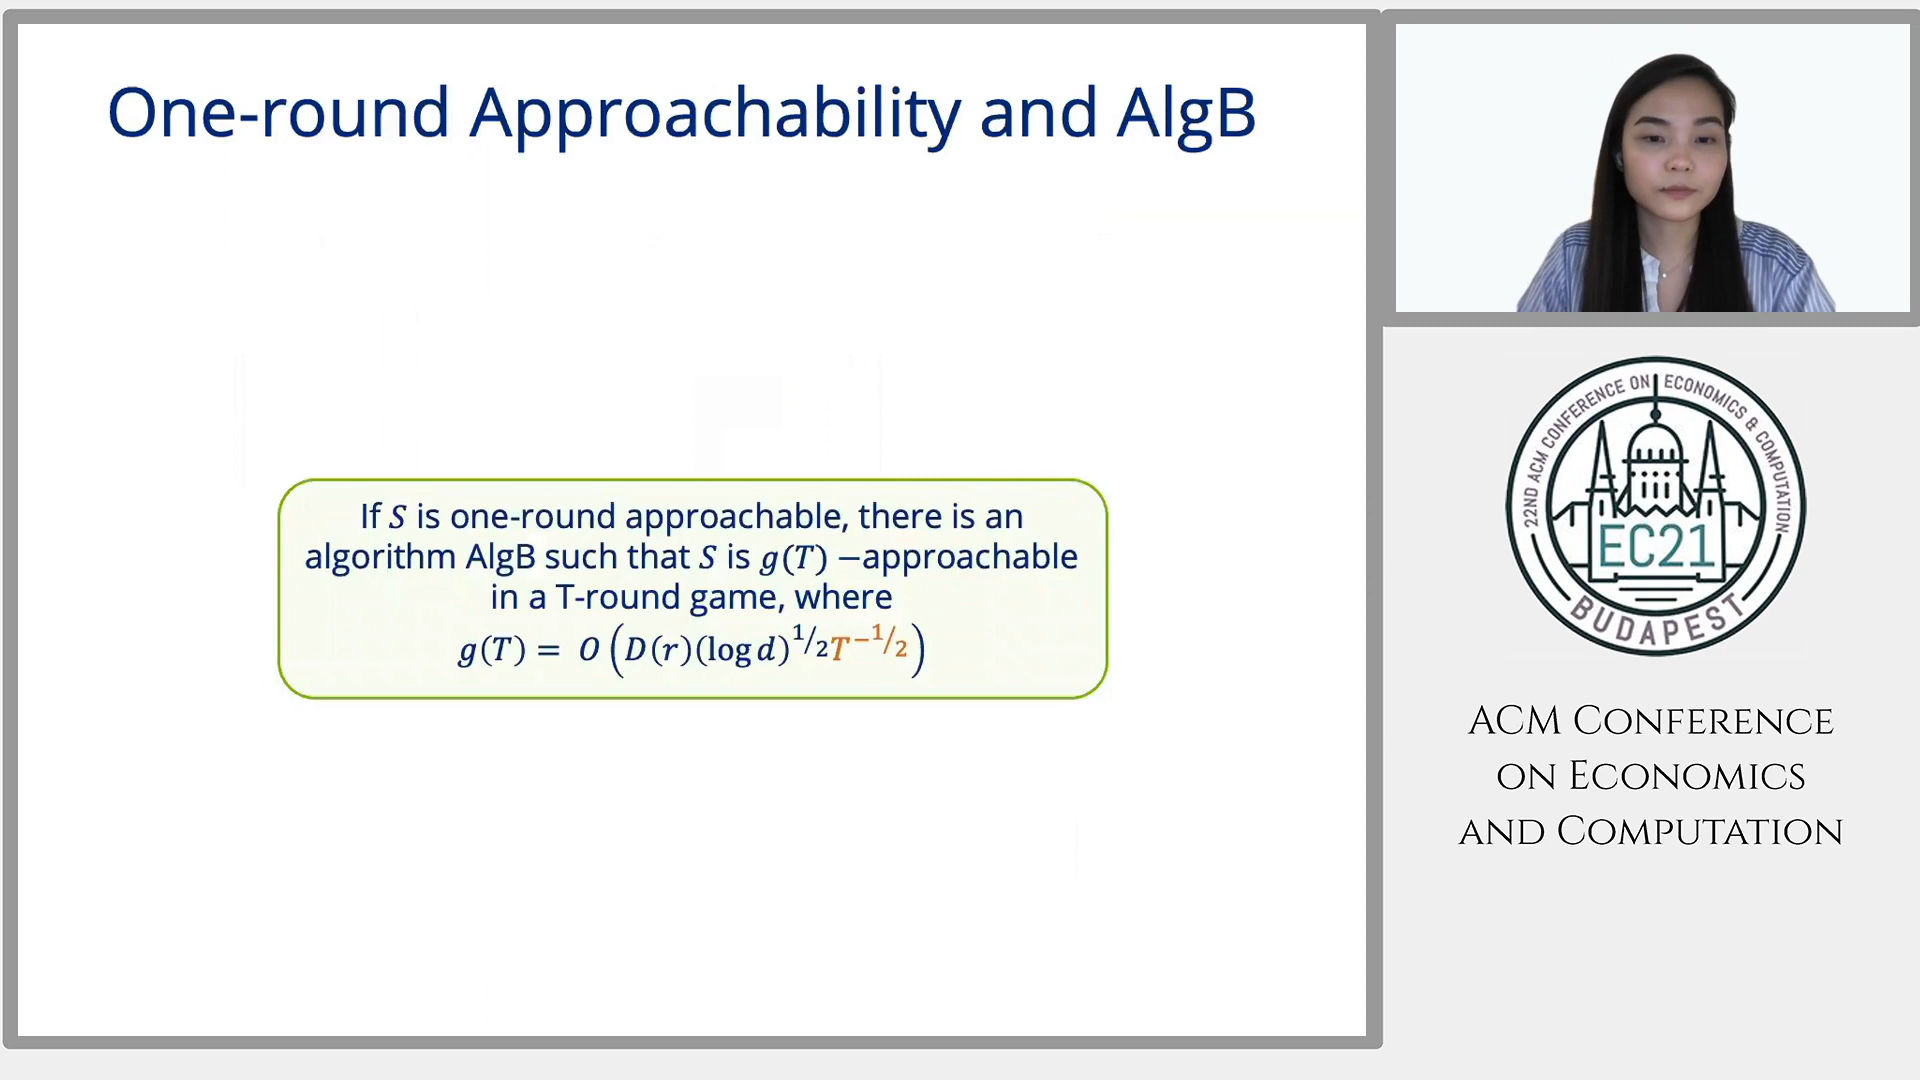 One-round Approachability and AlgB
If S is one-round approachable, there is an
algorithm AlgB such that S is g(T) −approachable
in a T-round game, where
g(T) = O(D(r)(log d)^{1/2}T^{−1/2})
22ND ACM CONFERENCE ON ECONOMICS & COMPUTATION
EC21
BUDAPEST
ACM Conference
on Economics
and Computation